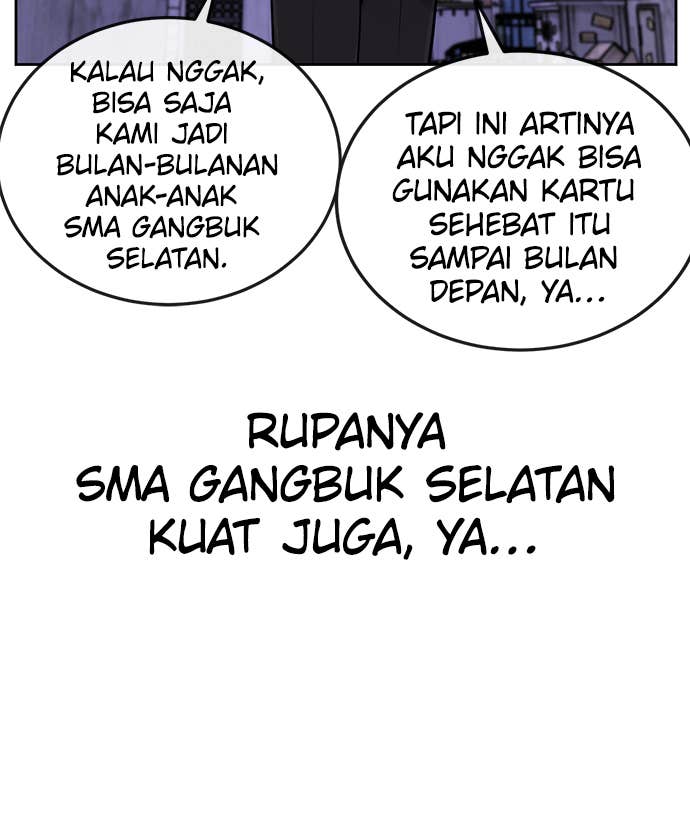 KALAU NGGAK,
BISA SAJA
KAMI JADI
BULAN-BULANAN
ANAK-ANAK
SMA GANGBUK
SELATAN.
TAPI INI ARTINYA
AKU NGGAK BISA
GUNAKAN KARTU
SEHEBAT ITU
SAMPAI BULAN
DEPAN, YA...
RUPANYA
SMA GANGBUK SELATAN
KUAT JUGA, YA...